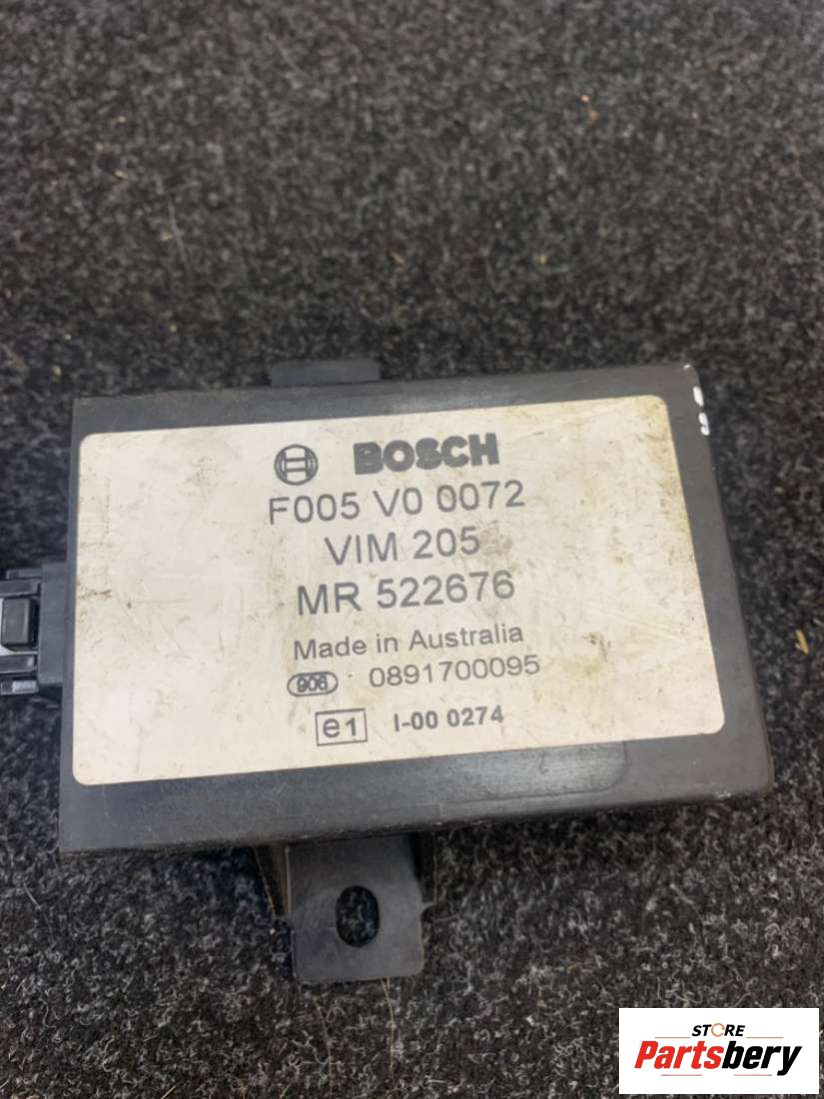 BOSCH
F005 V0 0072
VIM 205
MR 522676
Made in Australia
906 0891700095
e1 I-00 0274
STORE
Partsbery